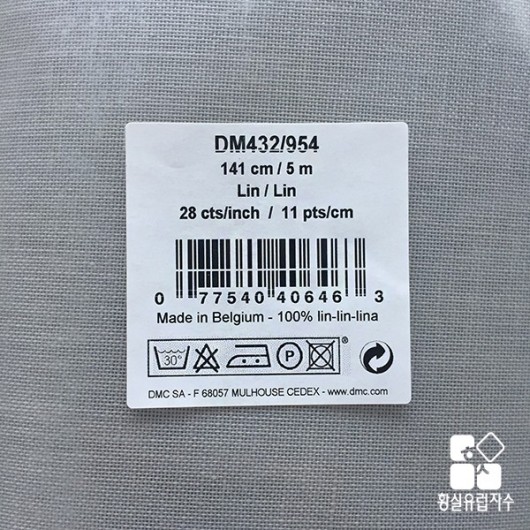 DM432/954
141 cm / 5 m
Lin / Lin
28 cts/inch / 11 pts/cm
0 77540 40646 3
Made in Belgium - 100% lin-lin-lina
30°
P
®
DMC SA - F 68057 MULHOUSE CEDEX - www.dmc.com
황실유럽자수